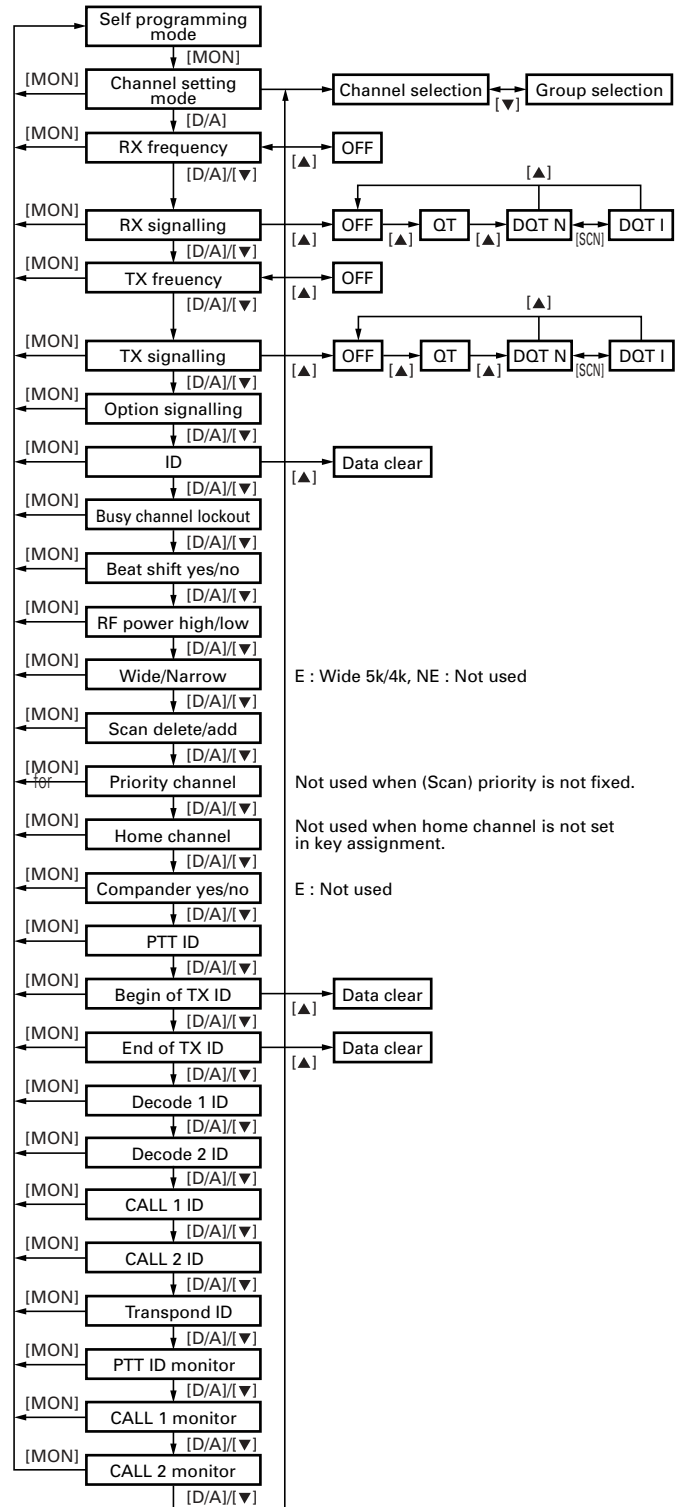 Self programming
mode
[MON]
[MON]
Channel setting
mode
Channel selection
[▼]
Group selection
[D/A]
[MON]
RX frequency
[▲]
OFF
[D/A]/[▼]
[▲]
[MON]
RX signalling
[▲]
OFF
[▲]
QT
[▲]
DQT N
[SCN]
DQT I
[D/A]/[▼]
[MON]
TX freuency
[▲]
OFF
[D/A]/[▼]
[▲]
[MON]
TX signalling
[▲]
OFF
[▲]
QT
[▲]
DQT N
[SCN]
DQT I
[D/A]/[▼]
[MON]
Option signalling
[D/A]/[▼]
[MON]
ID
[▲]
Data clear
[D/A]/[▼]
[MON]
Busy channel lockout
[D/A]/[▼]
[MON]
Beat shift yes/no
[D/A]/[▼]
[MON]
RF power high/low
[D/A]/[▼]
[MON]
Wide/Narrow
E : Wide 5k/4k, NE : Not used
[D/A]/[▼]
[MON]
Scan delete/add
[D/A]/[▼]
[MON]
for
Priority channel
Not used when (Scan) priority is not fixed.
[D/A]/[▼]
[MON]
Home channel
Not used when home channel is not set
in key assignment.
[D/A]/[▼]
[MON]
Compander yes/no
E : Not used
[D/A]/[▼]
[MON]
PTT ID
[D/A]/[▼]
[MON]
Begin of TX ID
[▲]
Data clear
[D/A]/[▼]
[MON]
End of TX ID
[▲]
Data clear
[D/A]/[▼]
[MON]
Decode 1 ID
[D/A]/[▼]
[MON]
Decode 2 ID
[D/A]/[▼]
[MON]
CALL 1 ID
[D/A]/[▼]
[MON]
CALL 2 ID
[D/A]/[▼]
[MON]
Transpond ID
[D/A]/[▼]
[MON]
PTT ID monitor
[D/A]/[▼]
[MON]
CALL 1 monitor
[D/A]/[▼]
[MON]
CALL 2 monitor
[D/A]/[▼]